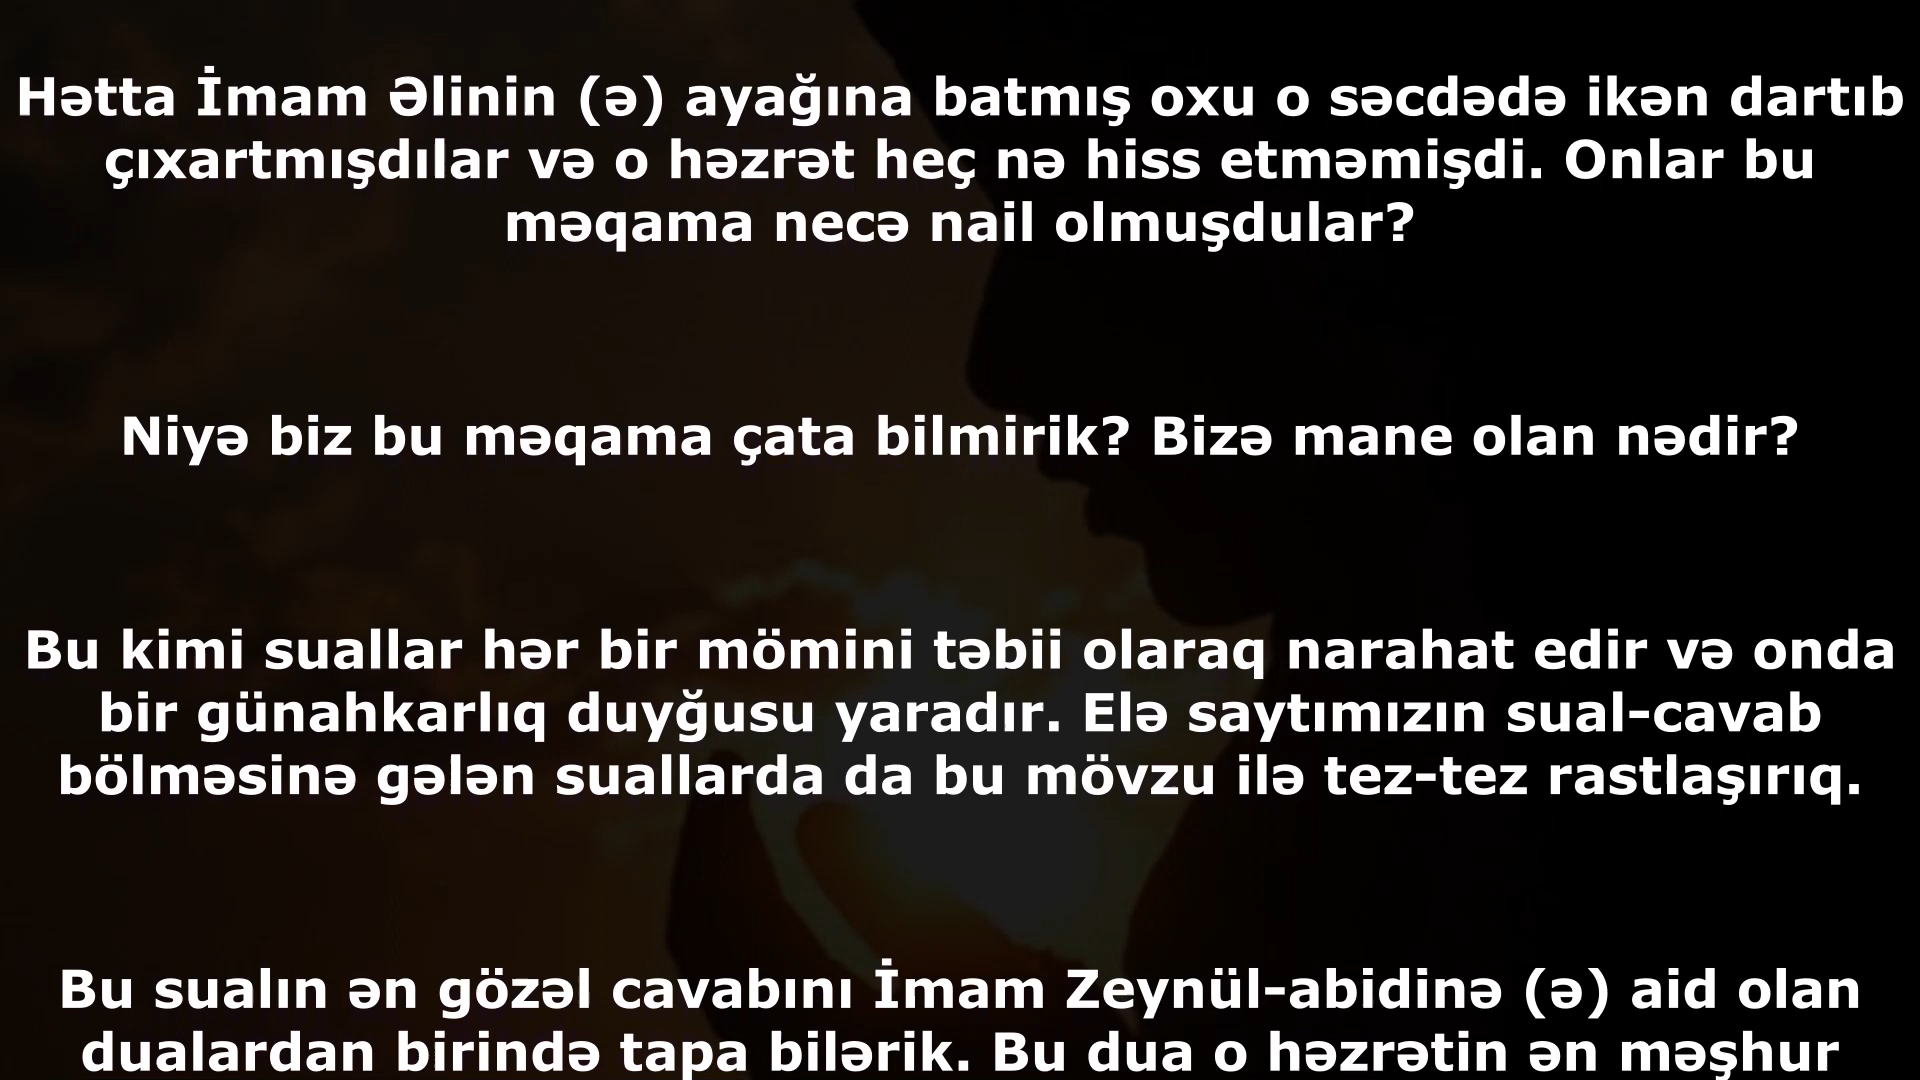 Hətta İmam Əlinin (ə) ayağına batmış oxu o səcdədə ikən dartıb
çıxartmışdılar və o həzrət heç nə hiss etməmişdi. Onlar bu
məqama necə nail olmuşdular?
Niyə biz bu məqama çata bilmirik? Bizə mane olan nədir?
Bu kimi suallar hər bir mömini təbii olaraq narahat edir və onda
bir günahkarlıq duyğusu yaradır. Elə saytımızın sual-cavab
bölməsinə gələn suallarda da bu mövzu ilə tez-tez rastlaşırıq.
Bu sualın ən gözəl cavabını İmam Zeynül-abidinə (ə) aid olan
dualardan birində tapa bilərik. Bu dua o həzrətin ən məşhur